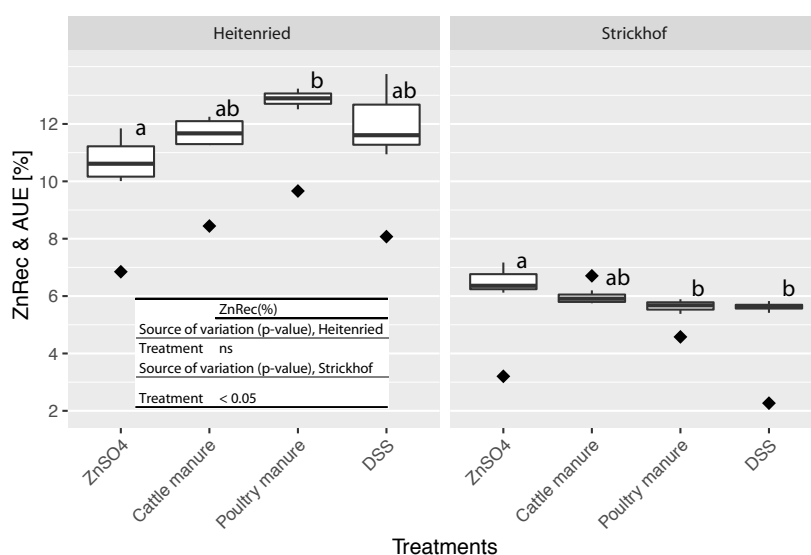 Heitenried
Strickhof
ZnRec & AUE [%]
12
10
8
6
4
2
a
ab
b
ab
a
ab
b
b
ZnRec(%)
Source of variation (p-value), Heitenried
Treatment ns
Source of variation (p-value), Strickhof
Treatment < 0.05
ZnSO4
Cattle manure
Poultry manure
DSS
ZnSO4
Cattle manure
Poultry manure
DSS
Treatments